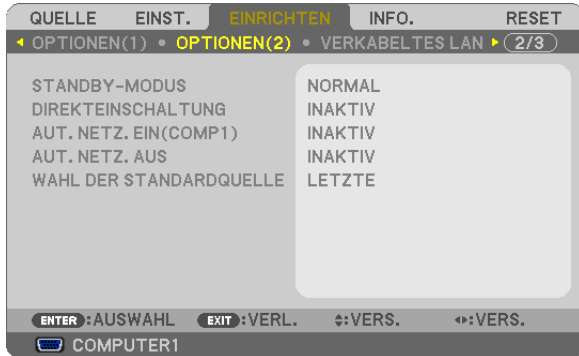 QUELLE EINST. EINRICHTEN INFO. RESET
OPTIONEN(1) • OPTIONEN(2) • VERKABELTES LAN 2/3
STANDBY-MODUS NORMAL
DIREKTEINSCHALTUNG INAKTIV
AUT. NETZ. EIN(COMP1) INAKTIV
AUT. NETZ. AUS INAKTIV
WAHL DER STANDARDQUELLE LETZTE
ENTER :AUSWAHL EXIT :VERL. :VERS. :VERS.
COMPUTER1